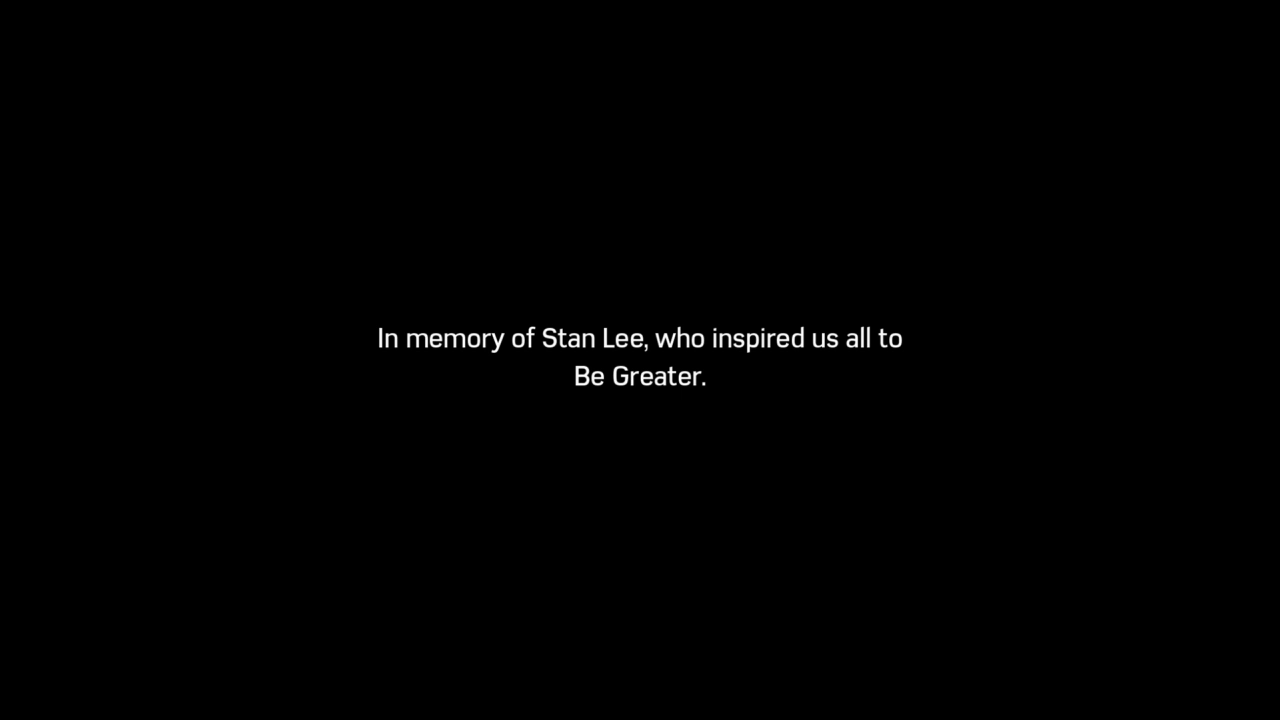 In memory of Stan Lee, who inspired us all to
Be Greater.